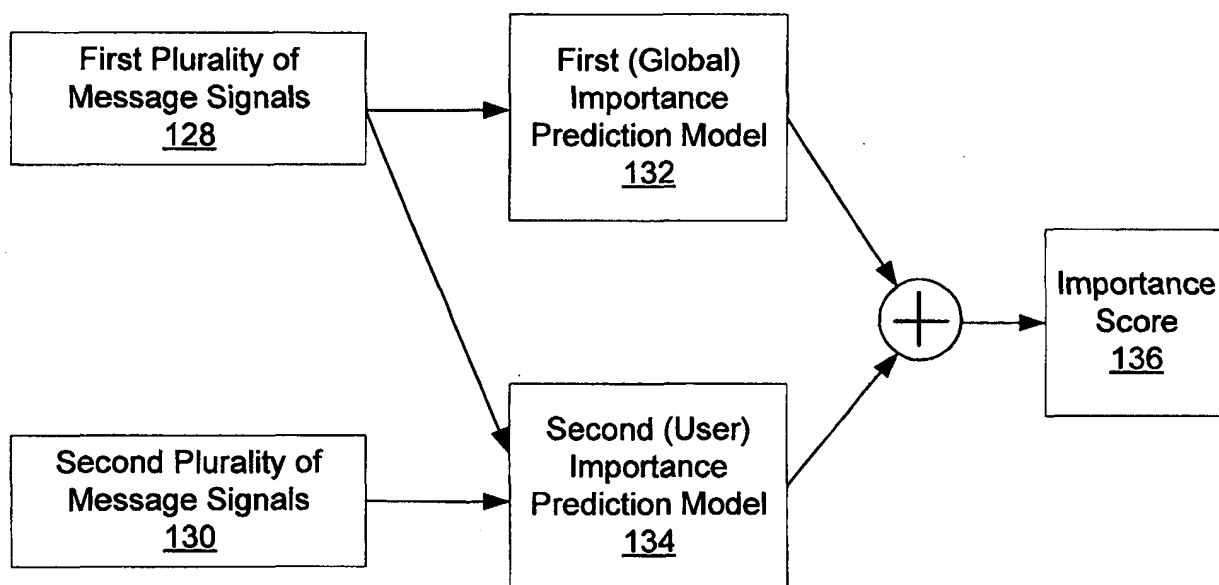 First Plurality of
Message Signals
128
First (Global)
Importance
Prediction Model
132
Importance
Score
136
Second Plurality of
Message Signals
130
Second (User)
Importance
Prediction Model
134